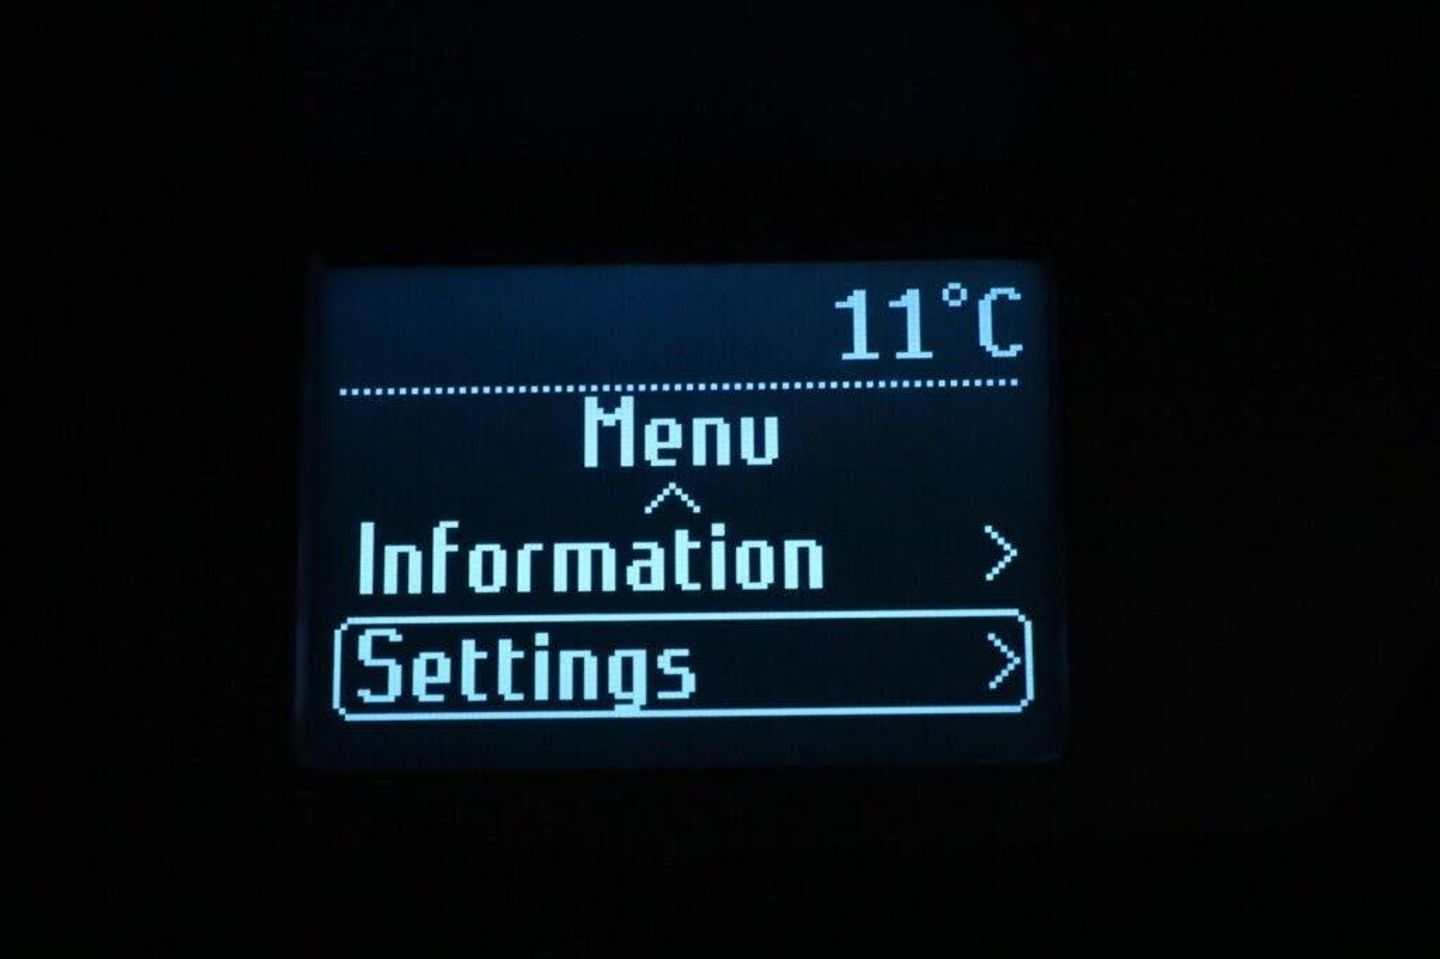 11°C
Menu
Information
Settings